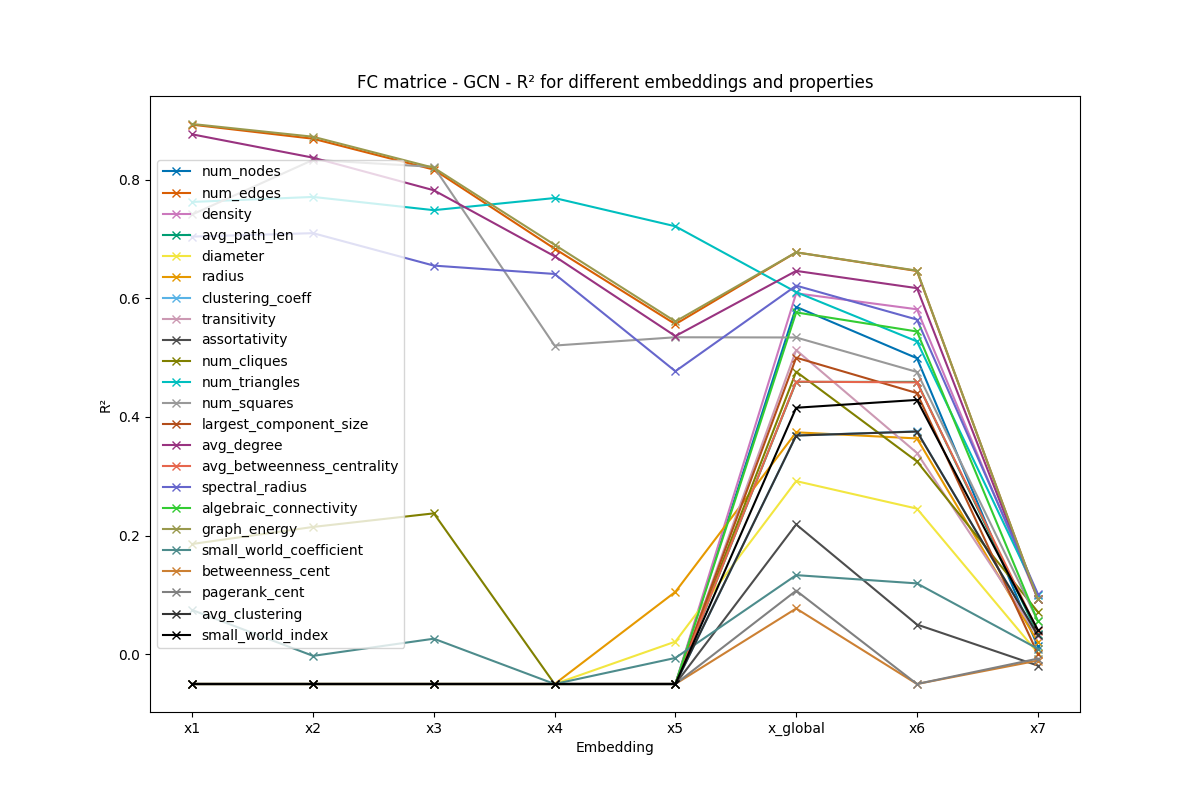 FC matrice - GCN - R² for different embeddings and properties
0.8
0.6
0.4
0.2
0.0
R²
num_nodes
num_edges
density
avg_path_len
diameter
radius
clustering_coeff
transitivity
assortativity
num_cliques
num_triangles
num_squares
largest_component_size
avg_degree
avg_betweenness_centrality
spectral_radius
algebraic_connectivity
graph_energy
small_world_coefficient
betweenness_cent
pagerank_cent
avg_clustering
small_world_index
x1 x2 x3 x4 x5 x_global x6 x7
Embedding